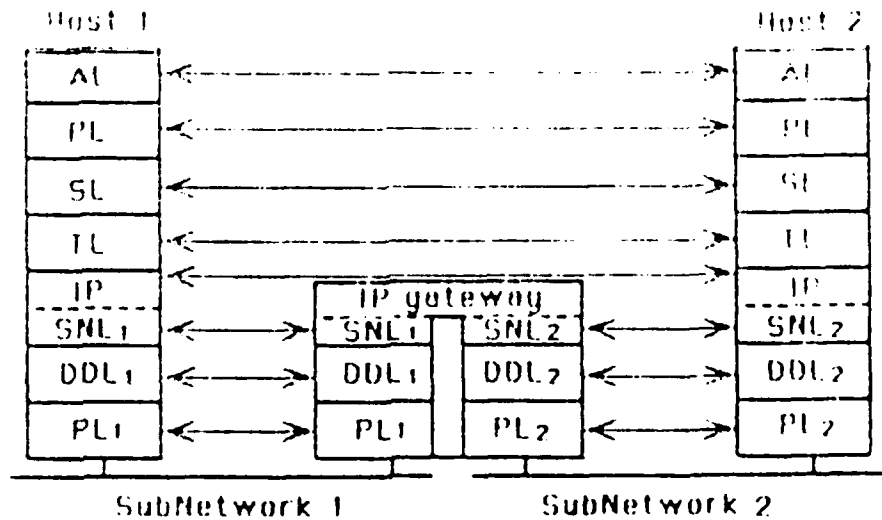 Host 1 Host 2
AL AL
PL PL
SL SL
TL TL
IP IP gateway IP
SNL1 SNL1 SNL2 SNL2
DDL1 DDL1 DDL2 DDL2
PL1 PL1 PL2 PL2
SubNetwork 1 SubNetwork 2